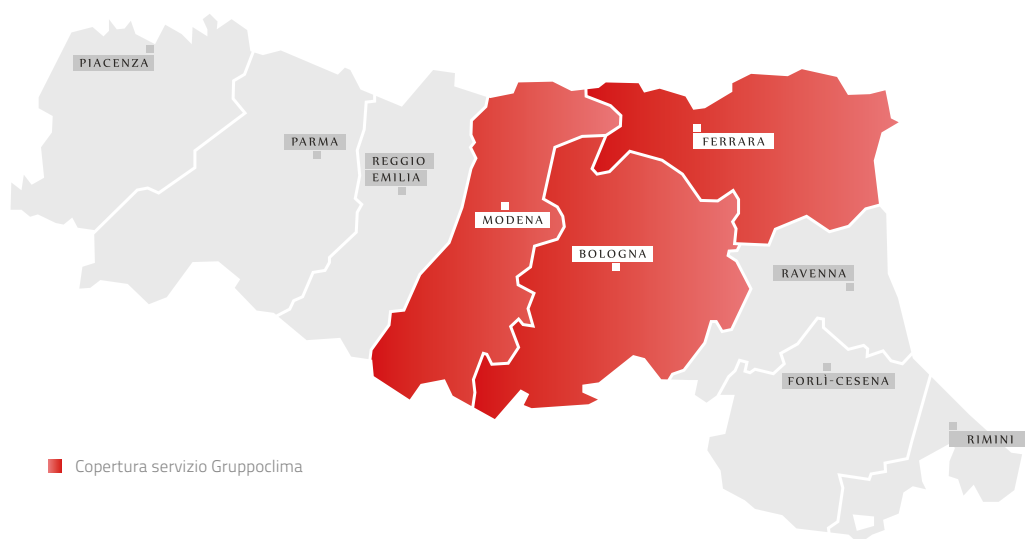 PIACENZA
PARMA
REGGIO
EMILIA
FERRARA
MODENA
BOLOGNA
RAVENNA
FORLÌ-CESENA
RIMINI
Copertura servizio Gruppoclima